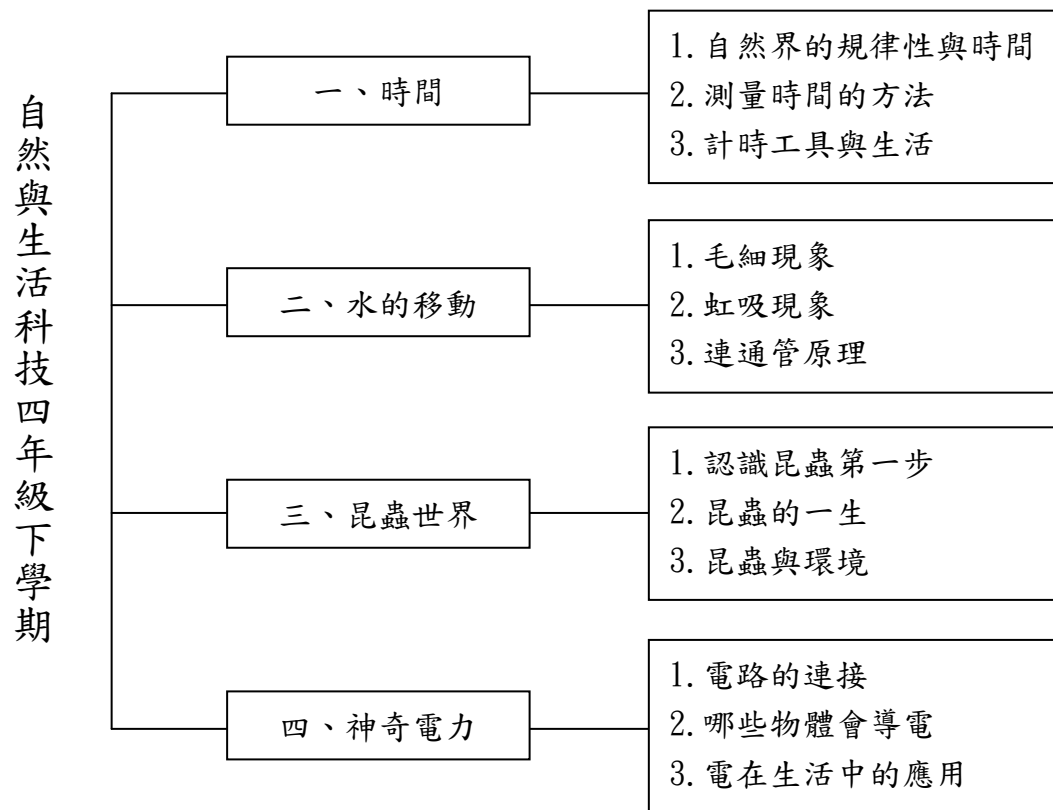 自然與生活科技四年級下學期
一、時間
1.自然界的規律性與時間
2.測量時間的方法
3.計時工具與生活
二、水的移動
1.毛細現象
2.虹吸現象
3.連通管原理
三、昆蟲世界
1.認識昆蟲第一步
2.昆蟲的一生
3.昆蟲與環境
四、神奇電力
1.電路的連接
2.哪些物體會導電
3.電在生活中的應用